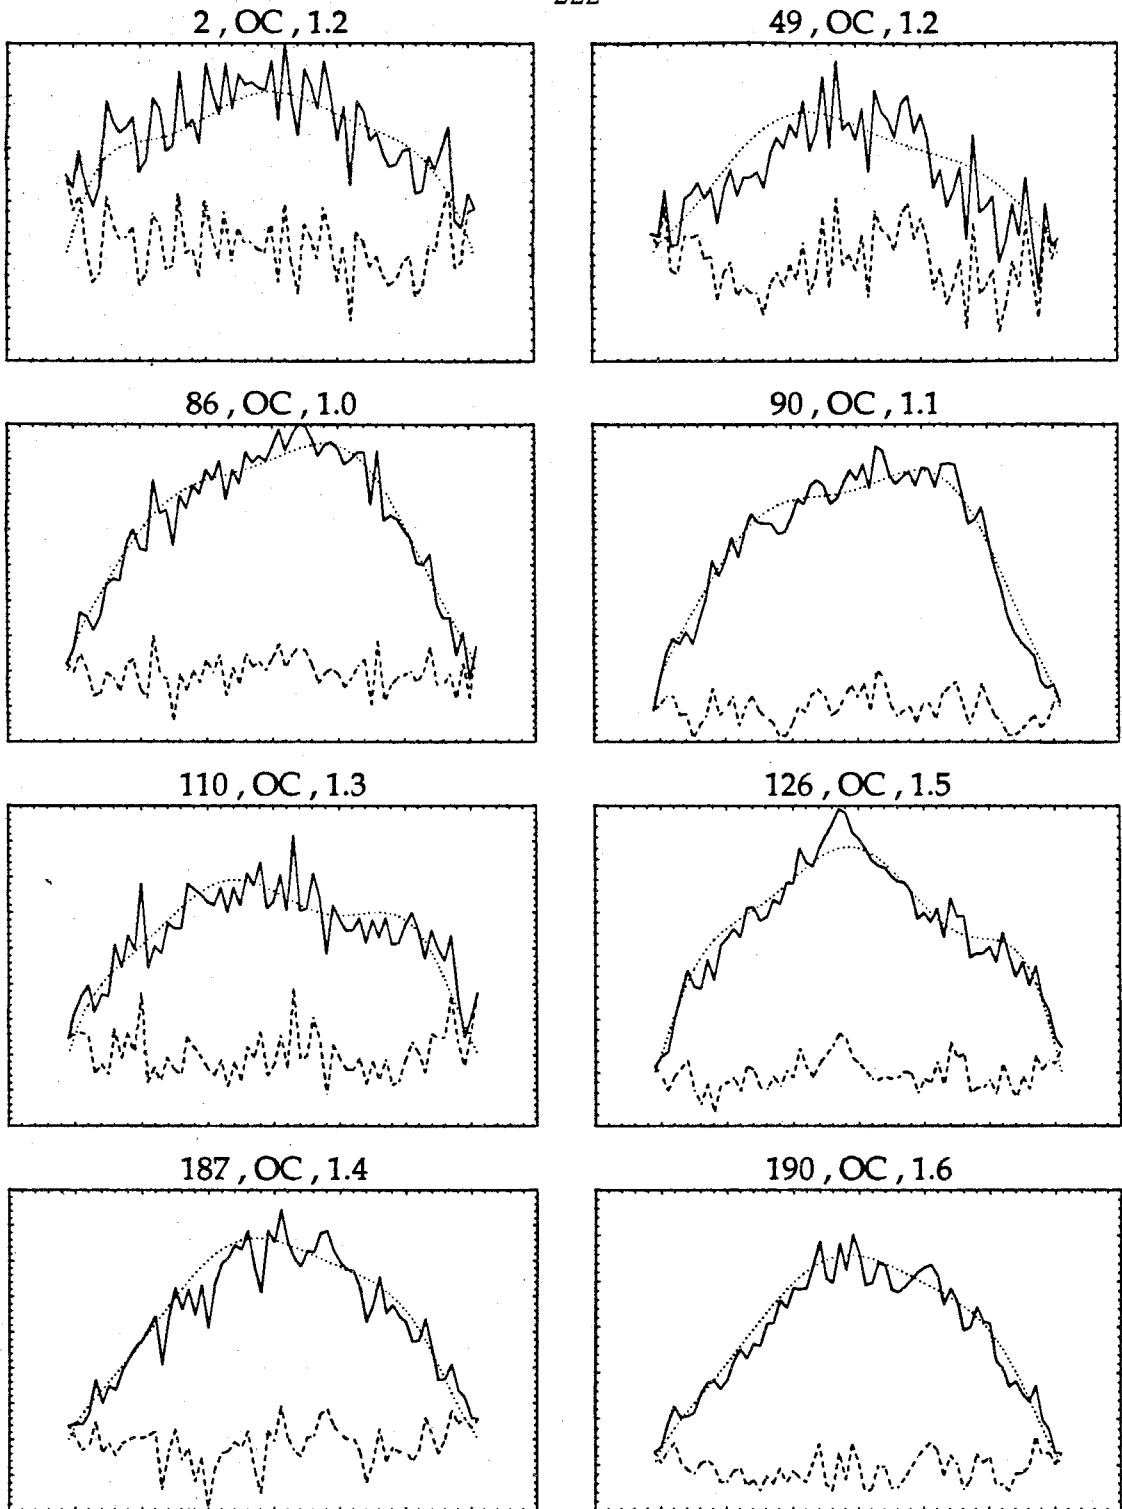 2 , OC , 1.2
49 , OC , 1.2
86 , OC , 1.0
90 , OC , 1.1
110 , OC , 1.3
126 , OC , 1.5
187 , OC , 1.4
190 , OC , 1.6